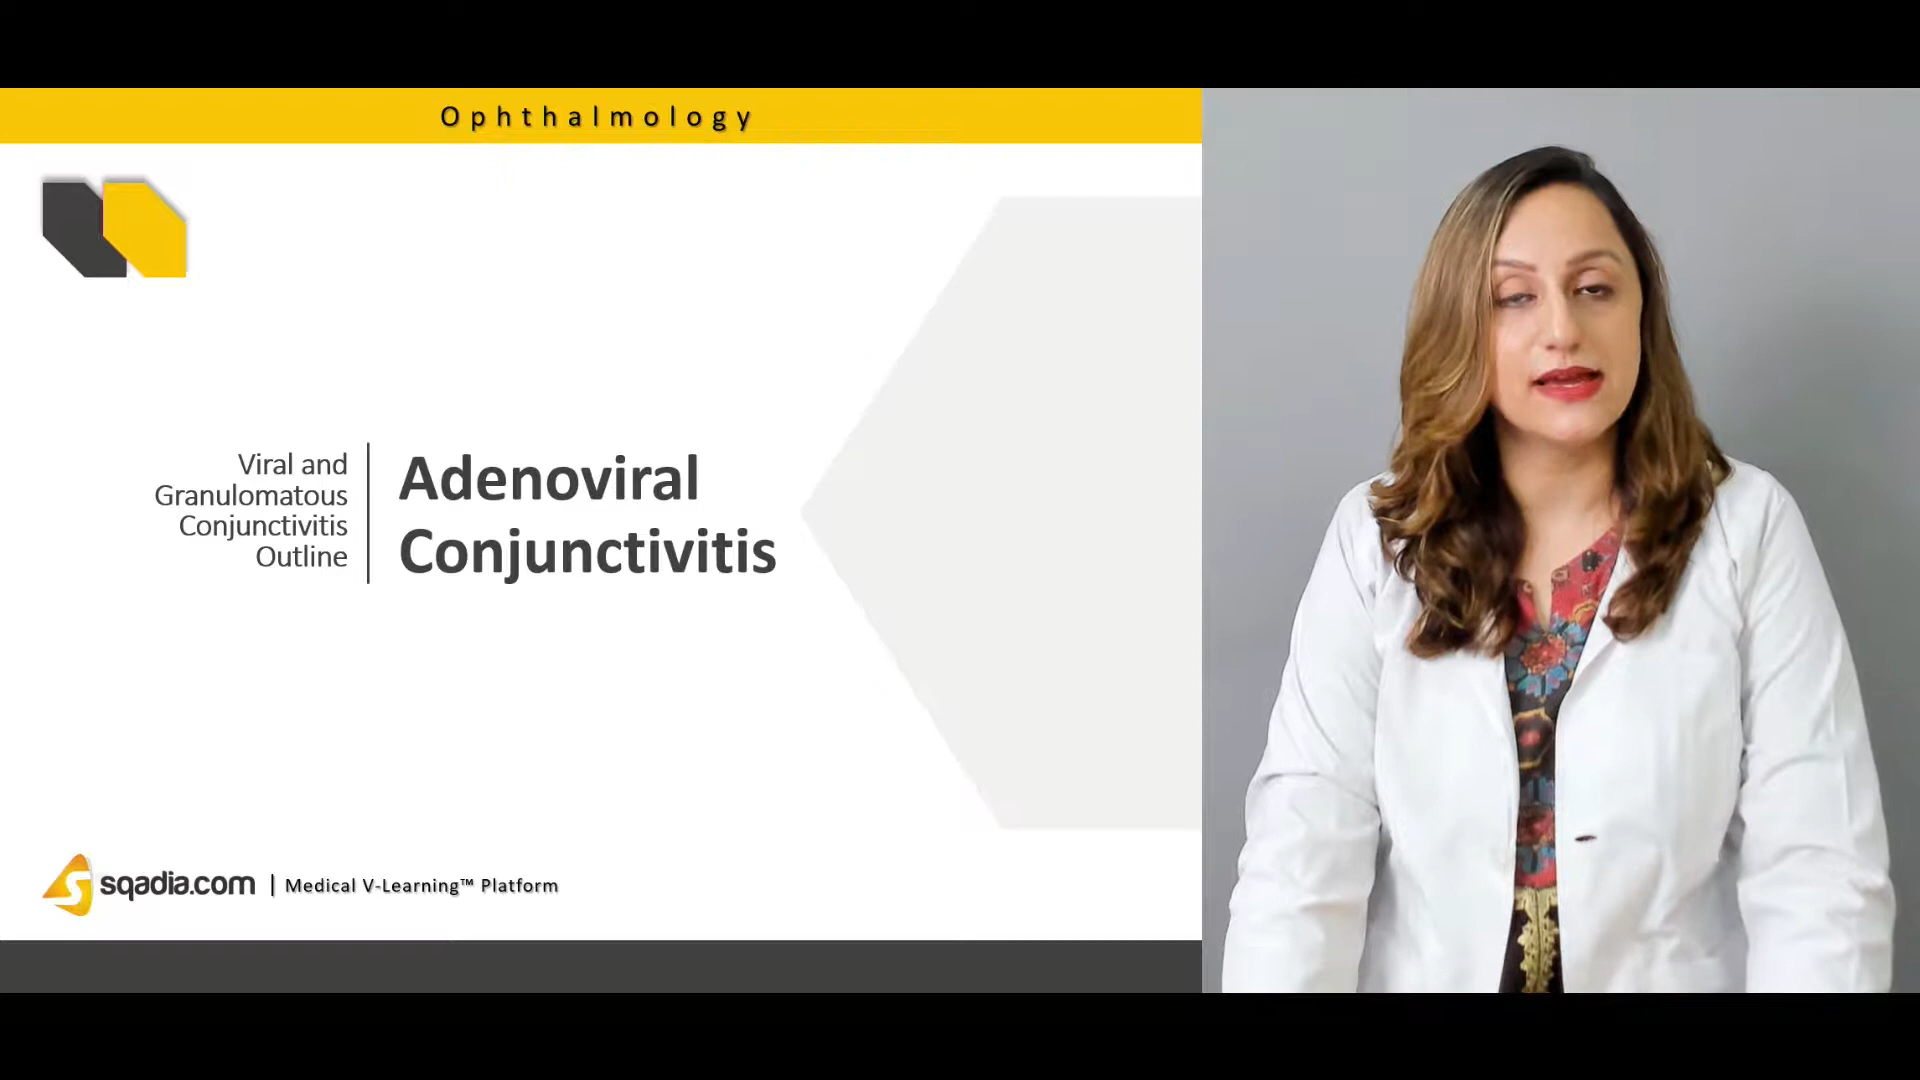 Ophthalmology
Viral and
Granulomatous
Conjunctivitis
Outline
Adenoviral
Conjunctivitis
sqadia.com | Medical V-Learning™ Platform